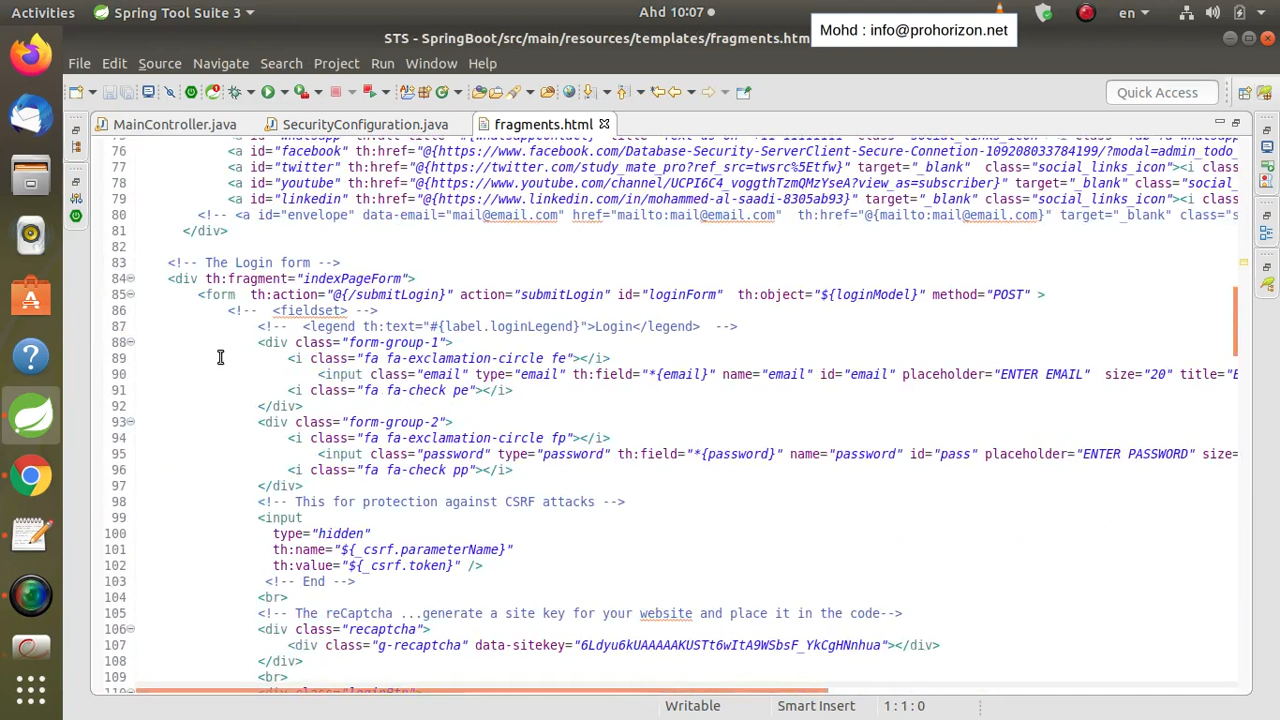 Activities Spring Tool Suite 3 Ahd 10:07 en
Mohd : info@prohorizon.net
STS - SpringBoot/src/main/resources/templates/fragments.htm
File Edit Source Navigate Search Project Run Window Help
Quick Access
MainController.java SecurityConfiguration.java fragments.html
76 <a id="facebook" th:href="@{https://www.facebook.com/Database-Security-ServerClient-Secure-Connetion-109208033784199/?modal=admin_todo_
77 <a id="twitter" th:href="@{https://twitter.com/study_mate_pro?ref_src=twsrc%5Etfw}" target="_blank" class="social_links_icon"><i class="
78 <a id="youtube" th:href="@{https://www.youtube.com/channel/UCPI6C4_voggthTzmQMzYseA?view_as=subscriber}" target="_blank" class="social_
79 <a id="linkedin" th:href="@{https://www.linkedin.com/in/mohammed-al-saadi-8305ab93}" target="_blank" class="social_links_icon"><i class=
80 <!-- <a id="envelope" data-email="mail@email.com" href="mailto:mail@email.com" th:href="@{mailto:mail@email.com}" target="_blank" class="s
81 </div>
82
83 <!-- The Login form -->
84 <div th:fragment="indexPageForm">
85 <form th:action="@{/submitLogin}" action="submitLogin" id="loginForm" th:object="${loginModel}" method="POST" >
86 <!-- <fieldset> -->
87 <!-- <legend th:text="#{label.loginLegend}">Login</legend> -->
88 <div class="form-group-1">
89 <i class="fa fa-exclamation-circle fe"></i>
90 <input class="email" type="email" th:field="*{email}" name="email" id="email" placeholder="ENTER EMAIL" size="20" title="E
91 <i class="fa fa-check pe"></i>
92 </div>
93 <div class="form-group-2">
94 <i class="fa fa-exclamation-circle fp"></i>
95 <input class="password" type="password" th:field="*{password}" name="password" id="pass" placeholder="ENTER PASSWORD" size=
96 <i class="fa fa-check pp"></i>
97 </div>
98 <!-- This for protection against CSRF attacks -->
99 <input
100 type="hidden"
101 th:name="${_csrf.parameterName}"
102 th:value="${_csrf.token}" />
103 <!-- End -->
104 <br>
105 <!-- The reCaptcha ...generate a site key for your website and place it in the code-->
106 <div class="recaptcha">
107 <div class="g-recaptcha" data-sitekey="6Ldyu6kUAAAAAKUSTt6wItA9WSbsF_YkCgHNnhua"></div>
108 </div>
109 <br>
110 <div class="loginBtn">
Writable Smart Insert 1 : 1 : 0